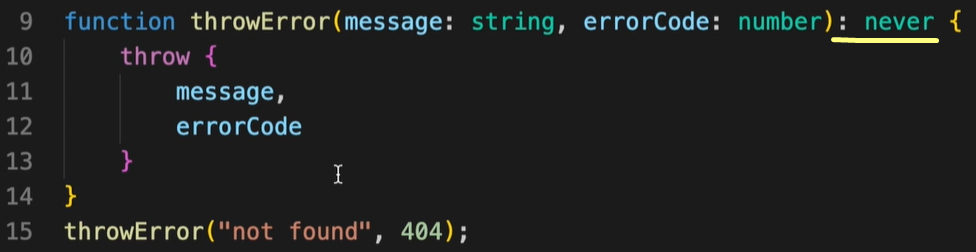 9 function throwError(message: string, errorCode: number): never {
10 throw {
11 message,
12 errorCode
13 }
14 }
15 throwError("not found", 404);